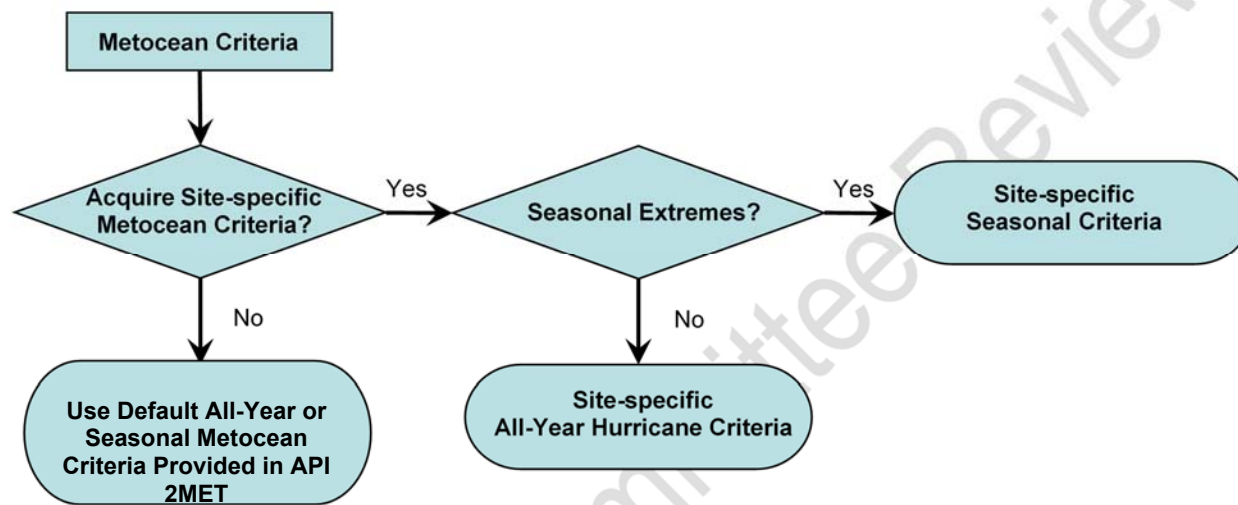 Metocean Criteria
Acquire Site-specific
Metocean Criteria?
Yes
Seasonal Extremes?
Yes
Site-specific
Seasonal Criteria
No
No
Use Default All-Year or
Seasonal Metocean
Criteria Provided in API
2MET
Site-specific
All-Year Hurricane Criteria